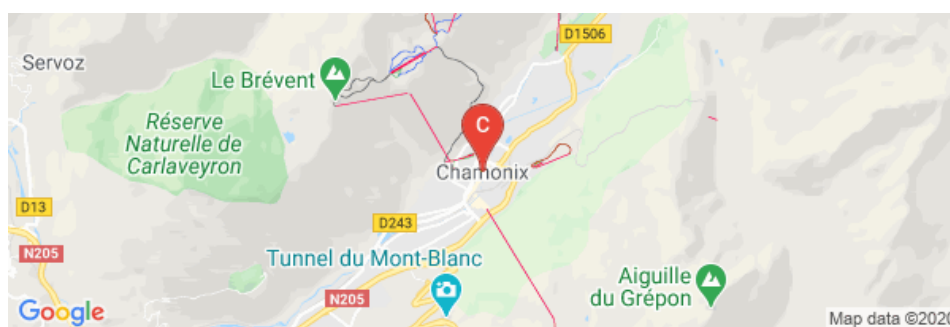 D1506
Servoz
Le Brévent
C
Réserve
Naturelle de
Carlaveyron
Chamonix
D13
D243
N205
Tunnel du Mont-Blanc
Aiguille
du Grépon
N205
Google
Map data ©202